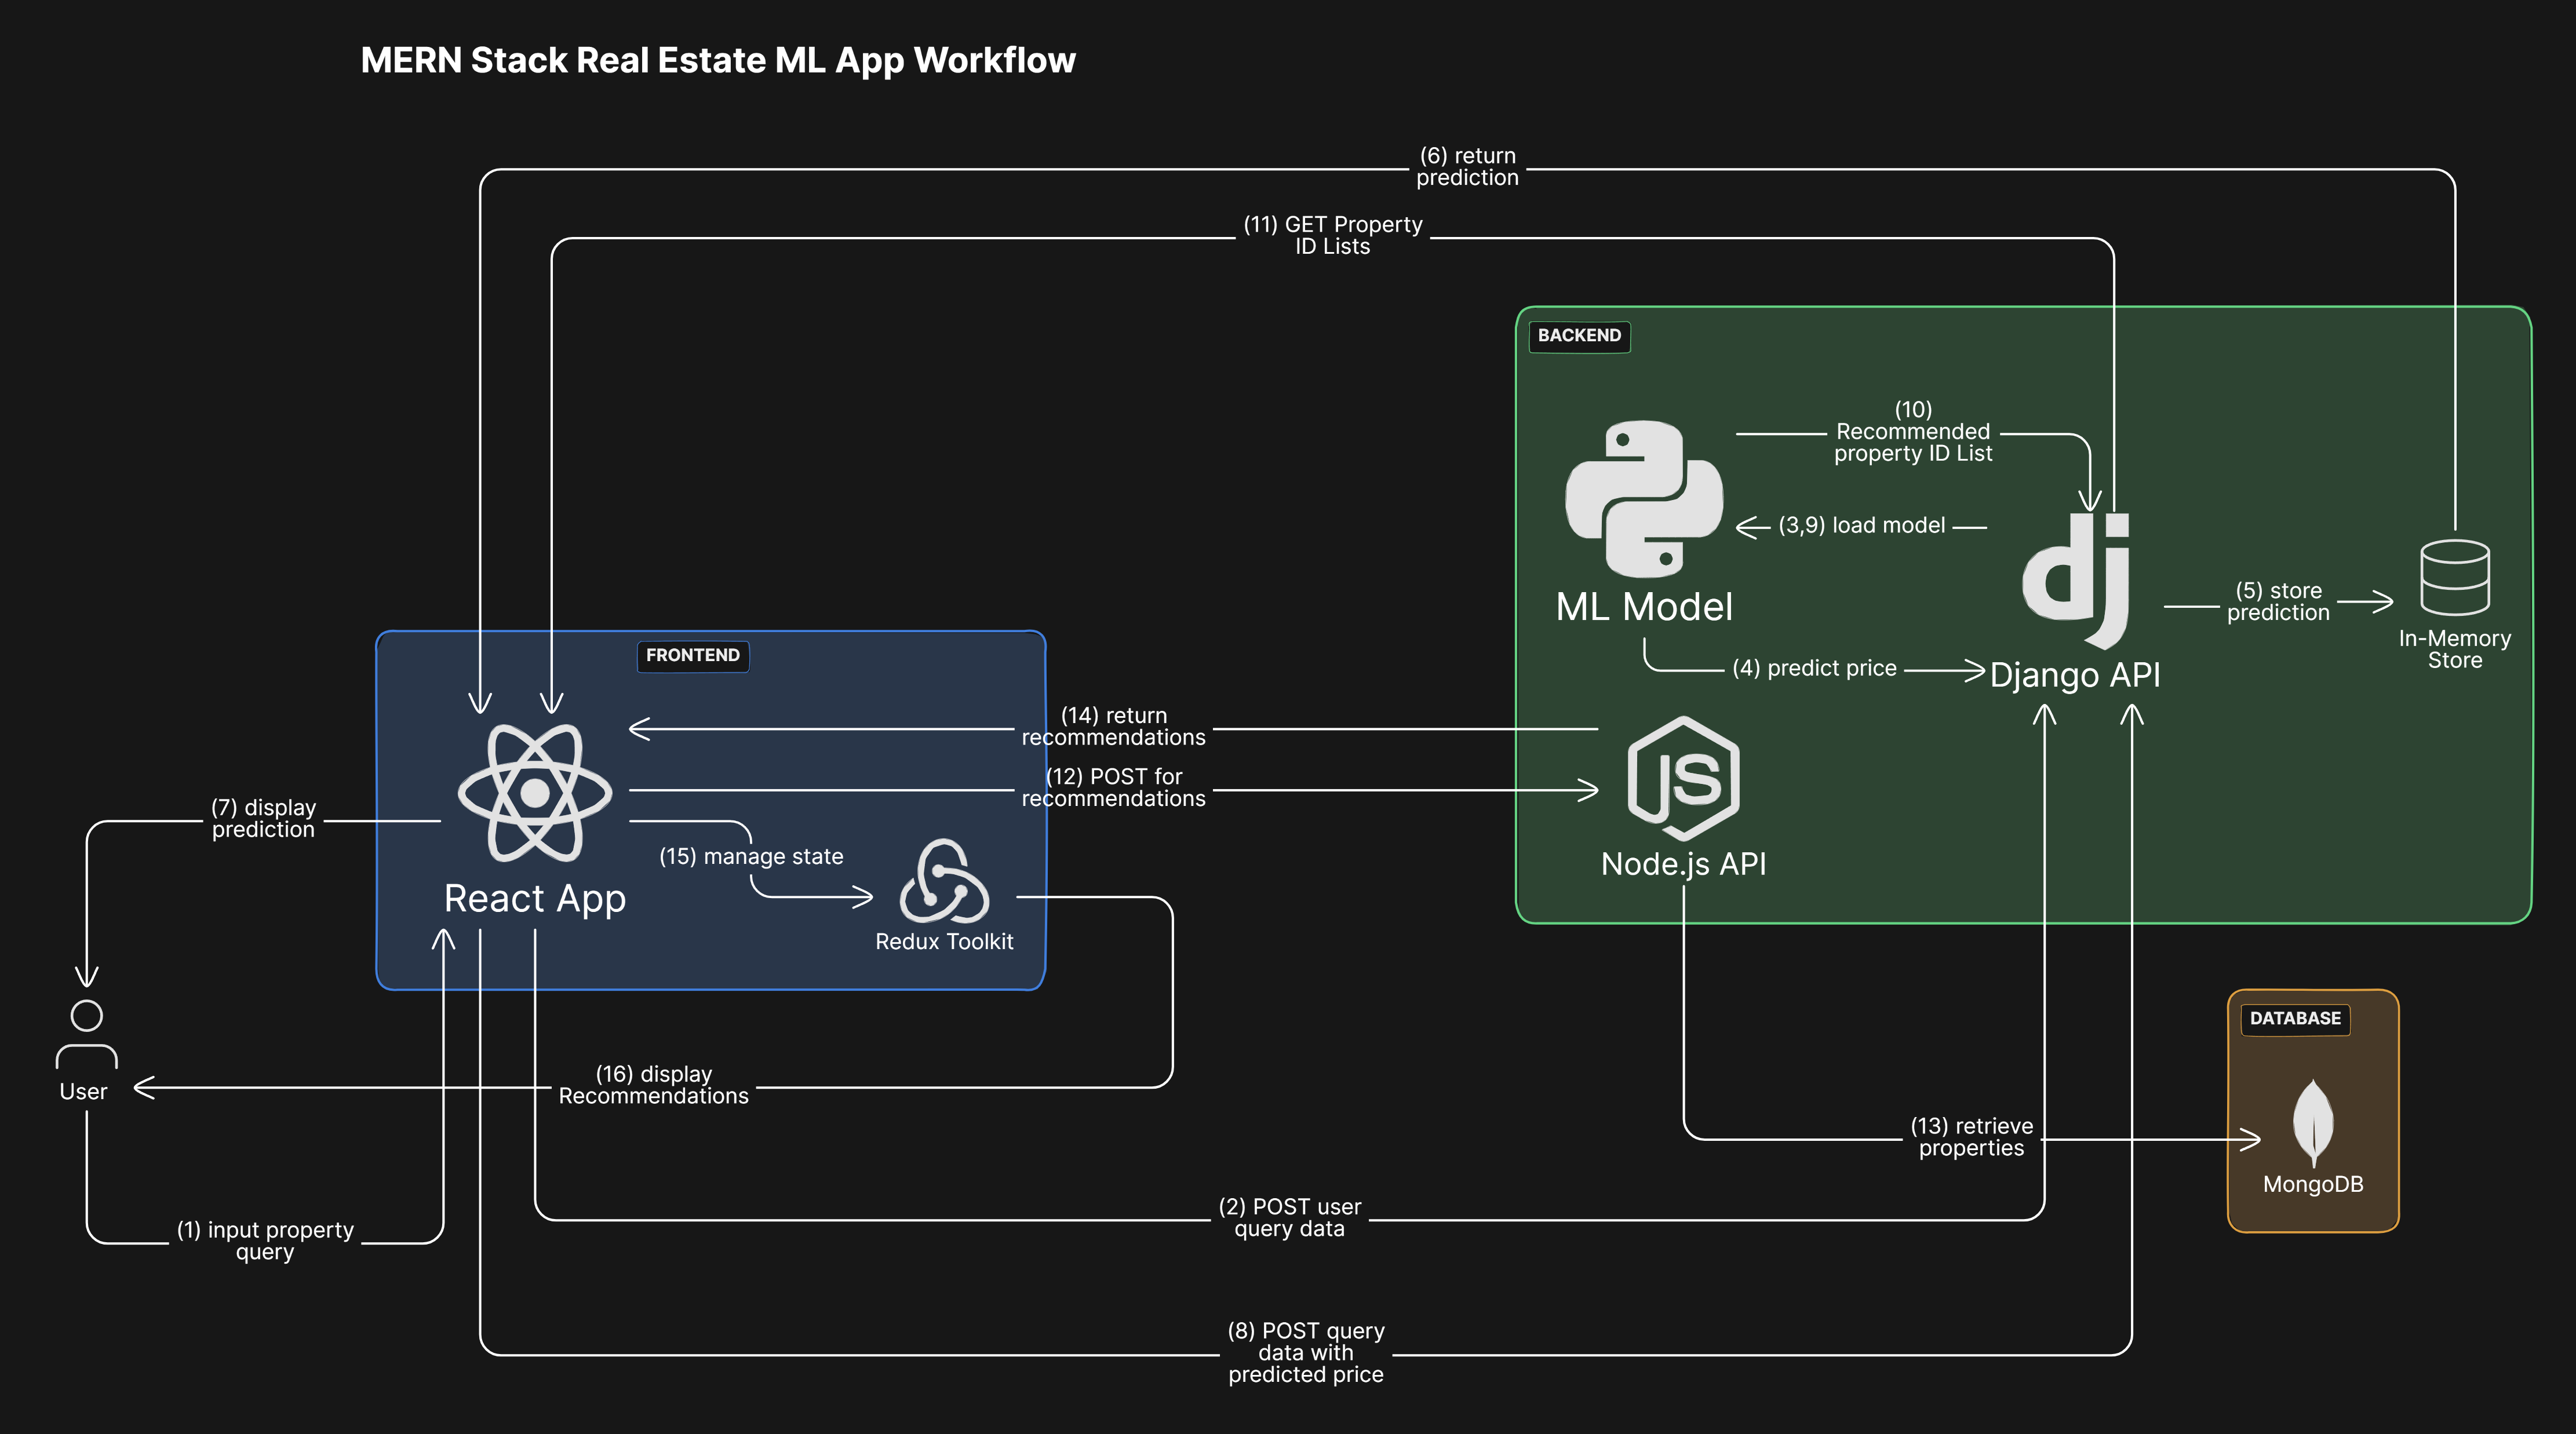 MERN Stack Real Estate ML App Workflow
(6) return
prediction
(11) GET Property
ID Lists
BACKEND
(10)
Recommended
property ID List
(3,9) load model
ML Model
(4) predict price
Django API
(5) store
prediction
In-Memory
Store
FRONTEND
(14) return
recommendations
(12) POST for
recommendations
Node.js API
(7) display
prediction
React App
(15) manage state
Redux Toolkit
User
(16) display
Recommendations
DATABASE
MongoDB
(13) retrieve
properties
(1) input property
query
(2) POST user
query data
(8) POST query
data with
predicted price